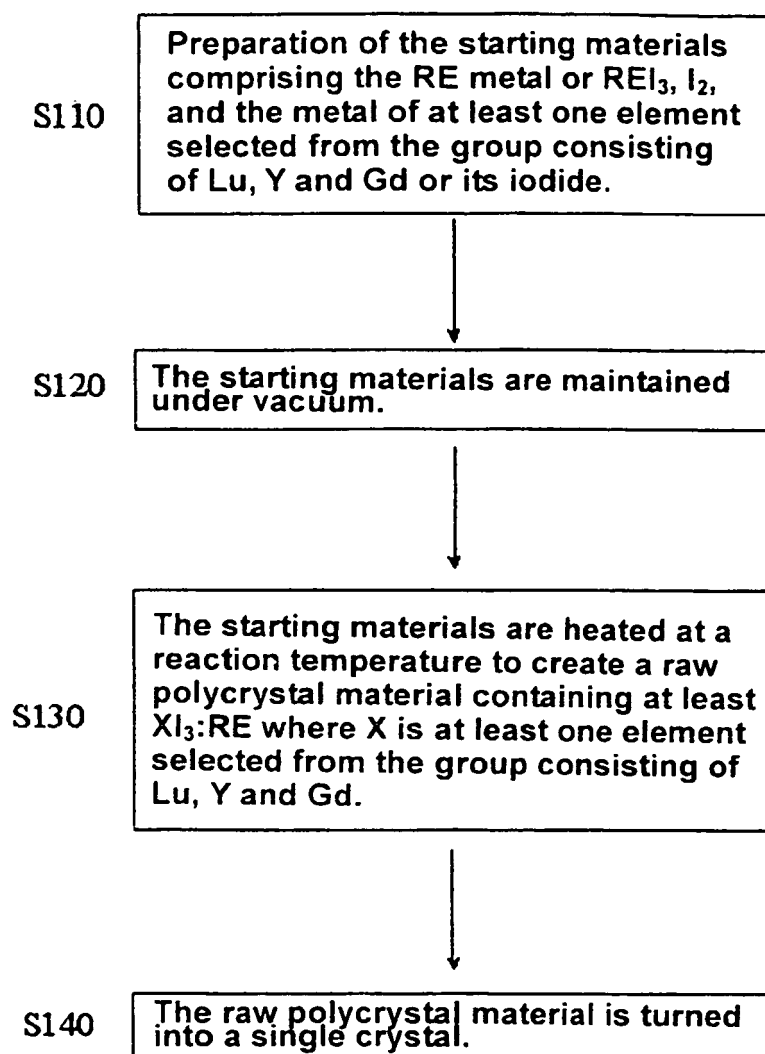 S110
Preparation of the starting materials
comprising the RE metal or REI₃, I₂,
and the metal of at least one element
selected from the group consisting
of Lu, Y and Gd or its iodide.
S120
The starting materials are maintained
under vacuum.
S130
The starting materials are heated at a
reaction temperature to create a raw
polycrystal material containing at least
XI₃:RE where X is at least one element
selected from the group consisting of
Lu, Y and Gd.
S140
The raw polycrystal material is turned
into a single crystal.